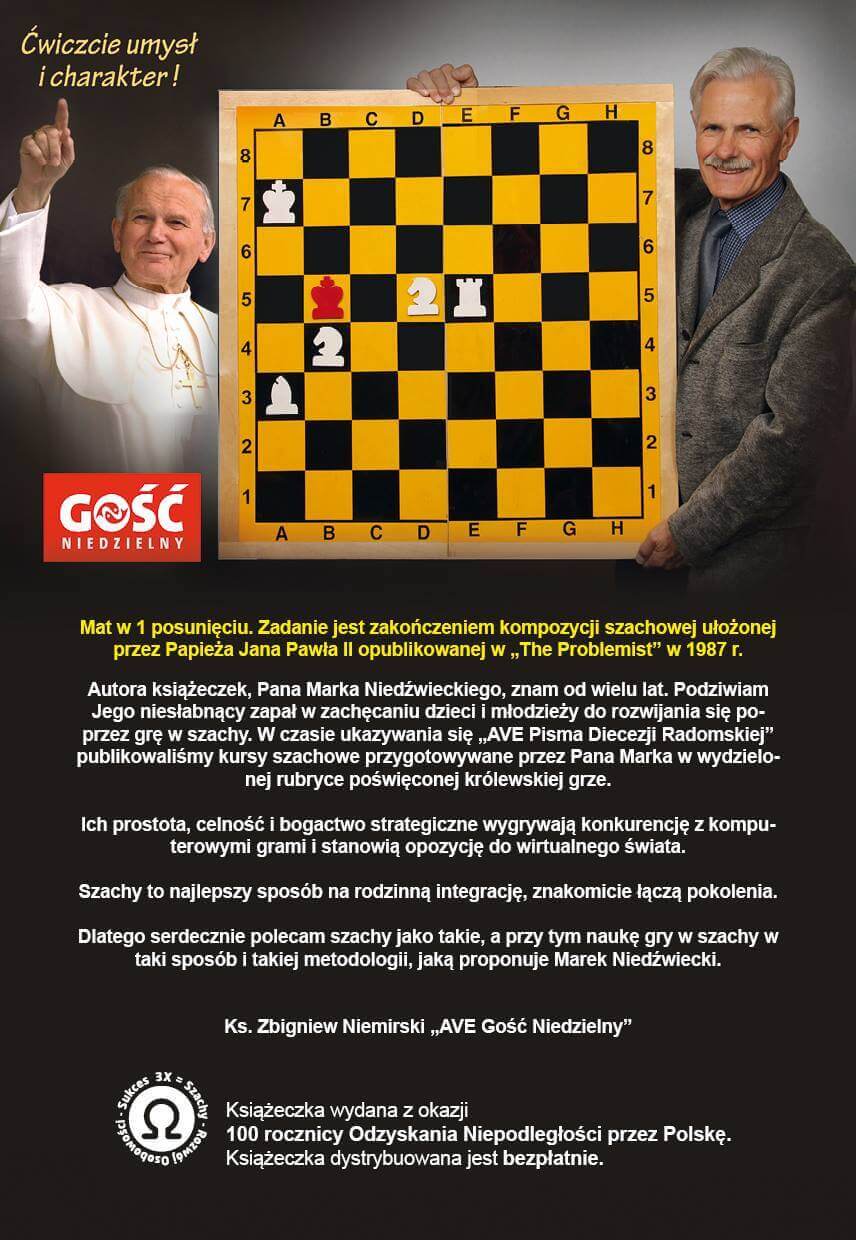 Ćwiczcie umysł
i charakter !
A B C D E F G H
8 8
7 7
6 6
5 5
4 4
3 3
2 2
1 1
A B C D E F G H
GOŚĆ
NIEDZIELNY
Mat w 1 posunięciu. Zadanie jest zakończeniem kompozycji szachowej ułożonej
przez Papieża Jana Pawła II opublikowanej w „The Problemist” w 1987 r.
Autora książeczek, Pana Marka Niedźwieckiego, znam od wielu lat. Podziwiam
Jego niesłabnący zapał w zachęcaniu dzieci i młodzieży do rozwijania się po-
przez grę w szachy. W czasie ukazywania się „AVE Pisma Diecezji Radomskiej”
publikowaliśmy kursy szachowe przygotowywane przez Pana Marka w wydzielo-
nej rubryce poświęconej królewskiej grze.
Ich prostota, celność i bogactwo strategiczne wygrywają konkurencję z kompu-
terowymi grami i stanowią opozycję do wirtualnego świata.
Szachy to najlepszy sposób na rodzinną integrację, znakomicie łączą pokolenia.
Dlatego serdecznie polecam szachy jako takie, a przy tym naukę gry w szachy w
taki sposób i takiej metodologii, jaką proponuje Marek Niedźwiecki.
Ks. Zbigniew Niemirski „AVE Gość Niedzielny”
Sukces 3X = Szachy - Rozwój Osobowości -
Ω
Książeczka wydana z okazji
100 rocznicy Odzyskania Niepodległości przez Polskę.
Książeczka dystrybuowana jest bezpłatnie.